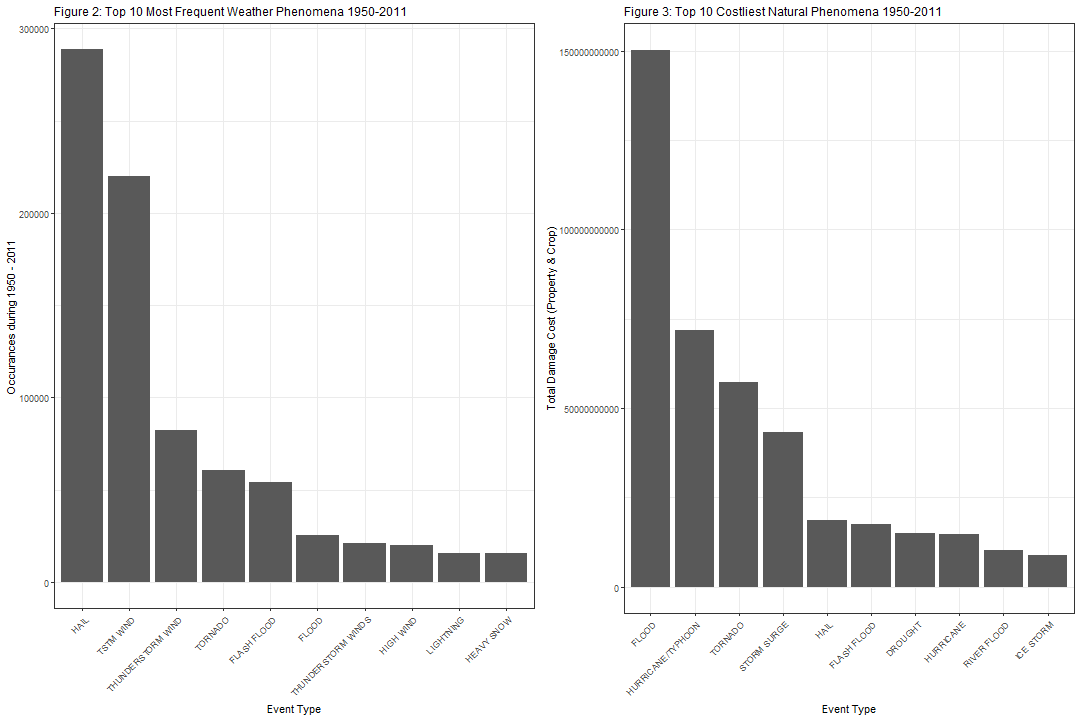 Figure 2: Top 10 Most Frequent Weather Phenomena 1950-2011
Occurances during 1950 - 2011
300000
200000
100000
0
HAIL
TSTM WIND
THUNDERSTORM WIND
TORNADO
FLASH FLOOD
FLOOD
THUNDERSTORM WINDS
HIGH WIND
LIGHTNING
HEAVY SNOW
Event Type
Figure 3: Top 10 Costliest Natural Phenomena 1950-2011
Total Damage Cost (Property & Crop)
150000000000
100000000000
50000000000
0
FLOOD
HURRICANE/TYPHOON
TORNADO
STORM SURGE
HAIL
FLASH FLOOD
DROUGHT
HURRICANE
RIVER FLOOD
ICE STORM
Event Type